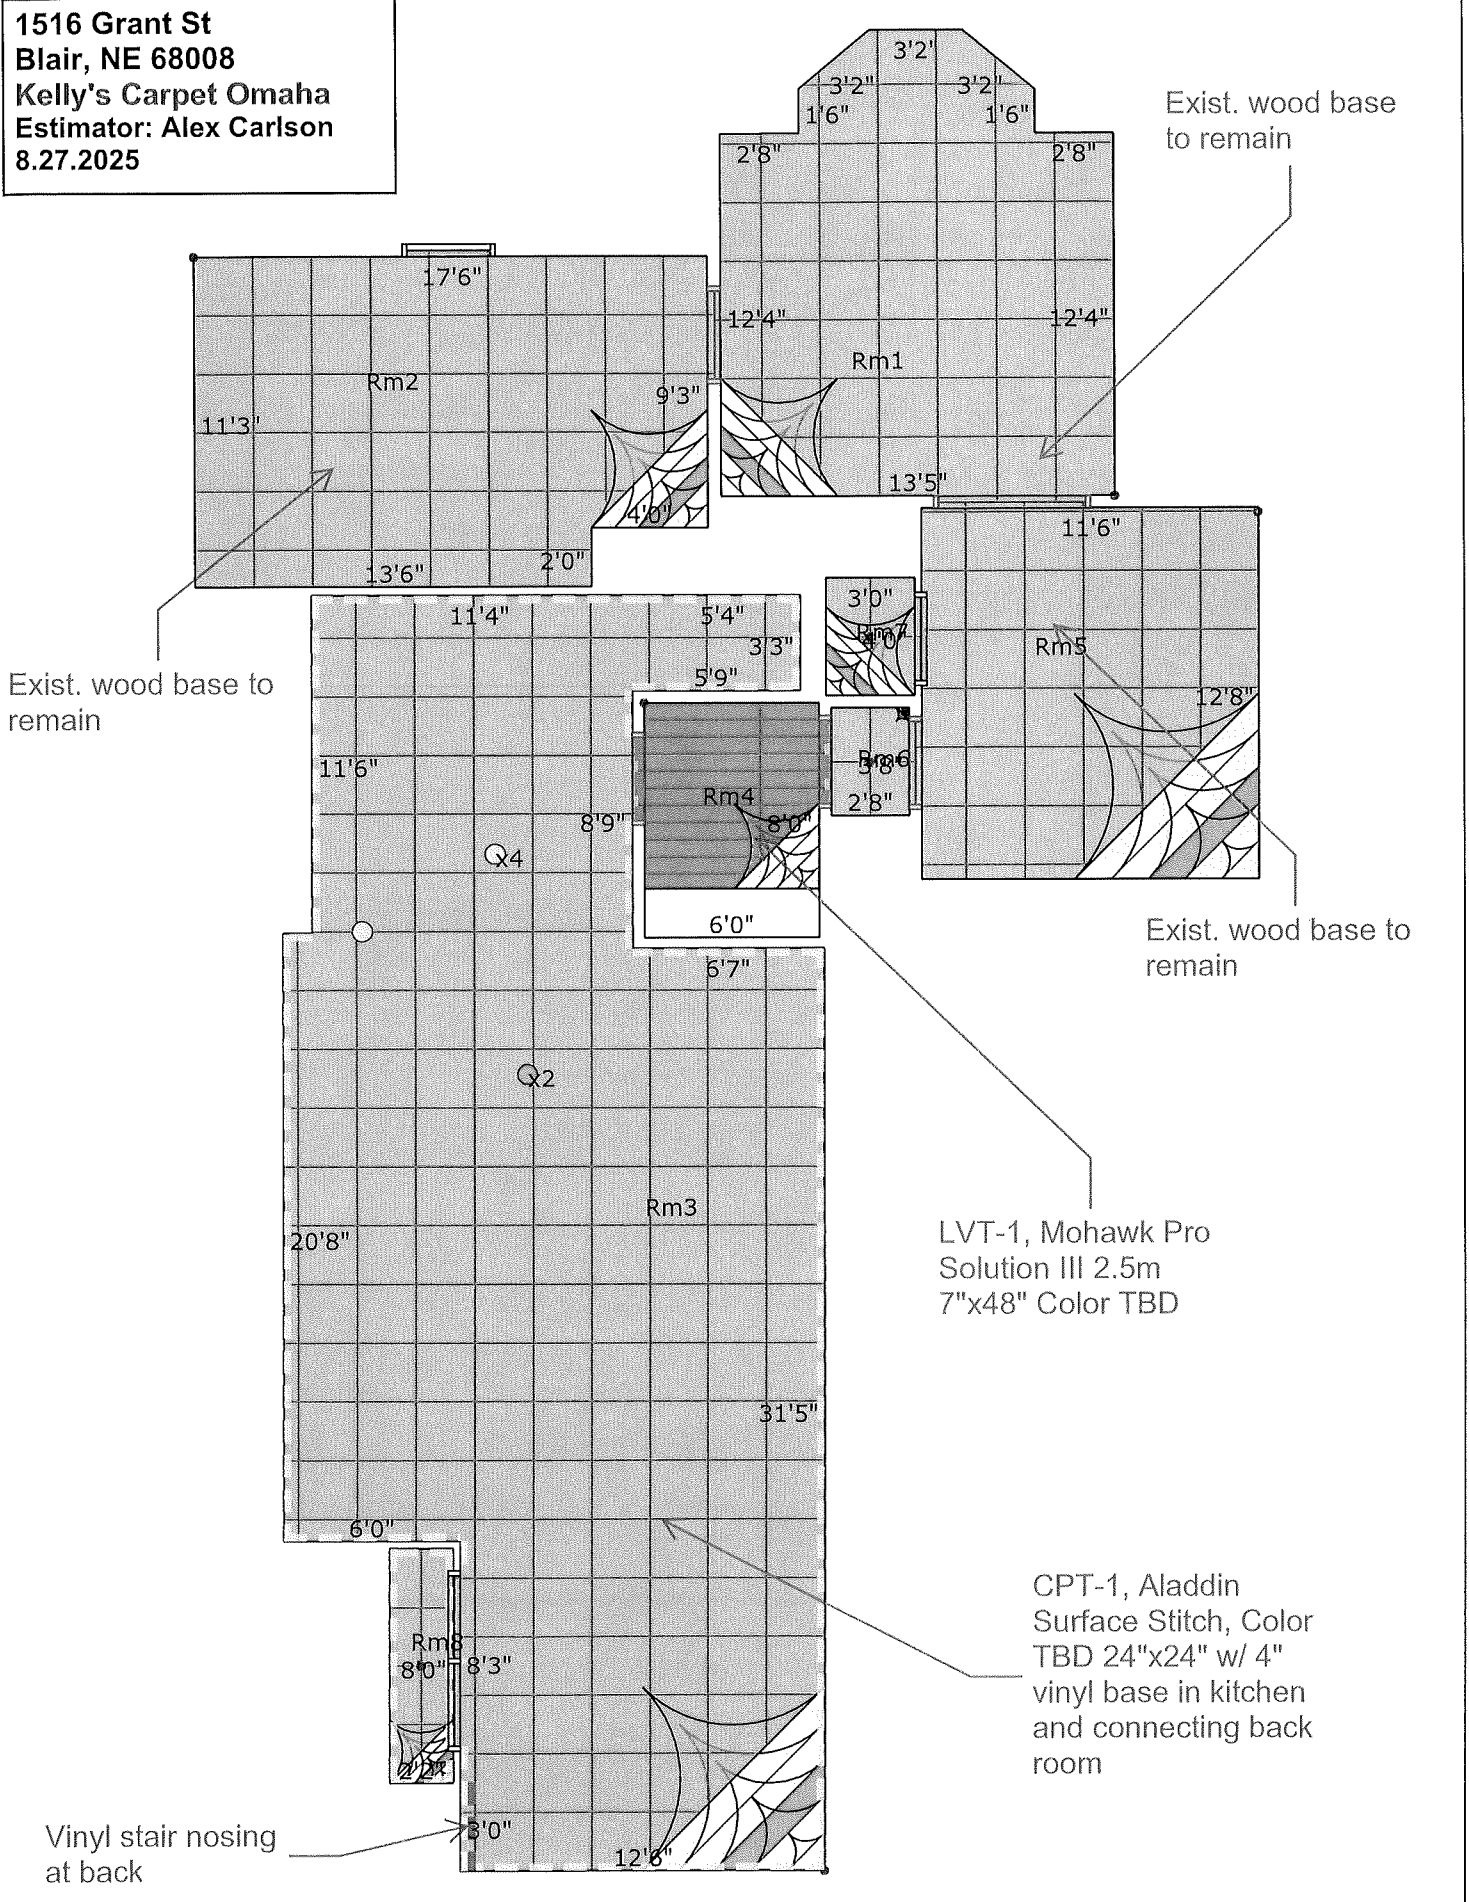 1516 Grant St
Blair, NE 68008
Kelly's Carpet Omaha
Estimator: Alex Carlson
8.27.2025
3'2'
3'2" 3'2"
1'6" 1'6"
2'8" 2'8"
Exist. wood base
to remain
17'6"
12'4" 12'4"
Rm1
Rm2
9'3"
11'3"
13'5"
4'0"
11'6"
2'0"
13'6"
3'0"
11'4" 5'4"
4'0"
3'3"
Rm5
5'9"
Exist. wood base to
remain
12'8"
Rm6
3'8"
11'6"
Rm4
2'8"
8'9" 8'0"
x4
6'0"
Exist. wood base to
remain
6'7"
x2
Rm3
20'8"
LVT-1, Mohawk Pro
Solution III 2.5m
7"x48" Color TBD
31'5"
6'0"
CPT-1, Aladdin
Surface Stitch, Color
TBD 24"x24" w/ 4"
vinyl base in kitchen
and connecting back
room
Rm8
8'0" 8'3"
3'0"
Vinyl stair nosing
at back
12'6"